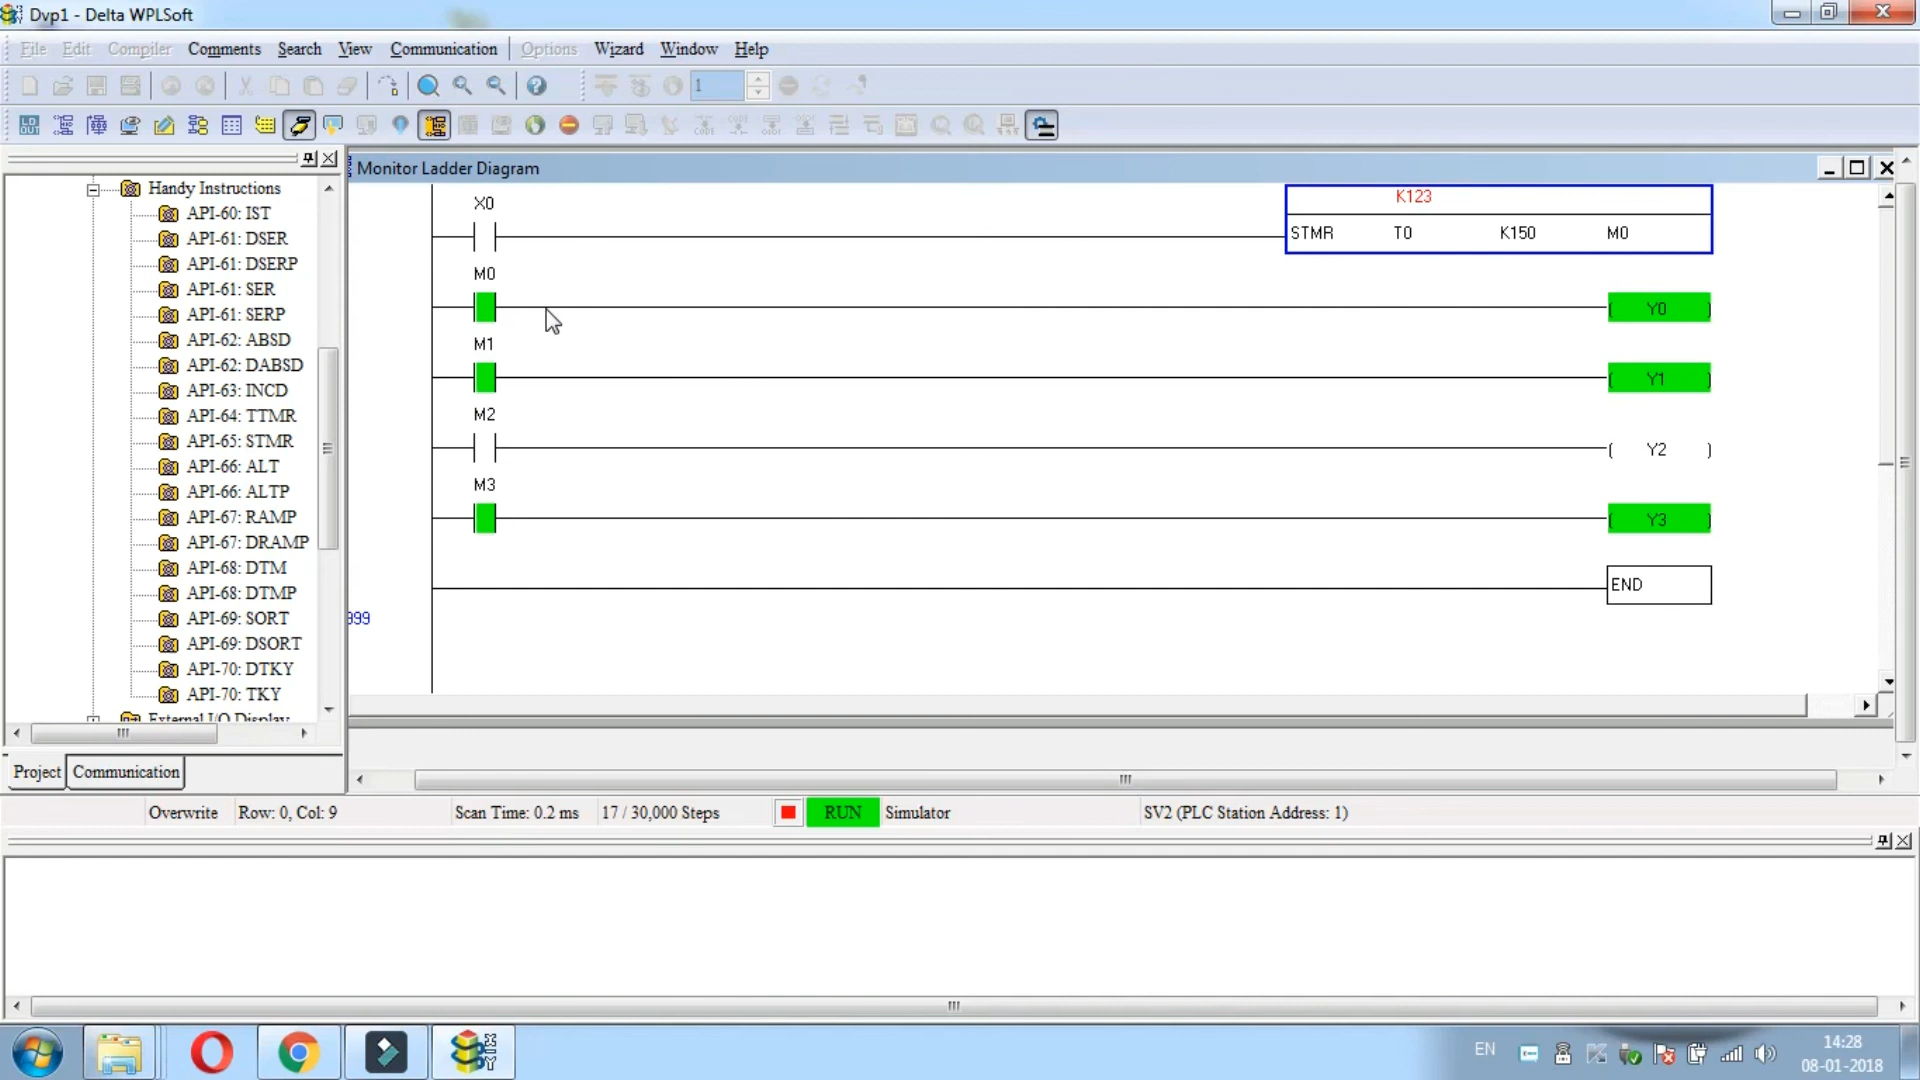 Dvp1 - Delta WPLSoft
File Edit Compiler Comments Search View Communication Options Wizard Window Help
1
Monitor Ladder Diagram
Handy Instructions
API-60: IST
API-61: DSER
API-61: DSERP
API-61: SER
API-61: SERP
API-62: ABSD
API-62: DABSD
API-63: INCD
API-64: TTMR
API-65: STMR
API-66: ALT
API-66: ALTP
API-67: RAMP
API-67: DRAMP
API-68: DTM
API-68: DTMP
API-69: SORT
API-69: DSORT
API-70: DTKY
API-70: TKY
External I/O Display
Project Communication
X0
K123
STMR T0 K150 M0
M0
Y0
M1
Y1
M2
Y2
M3
Y3
END
999
Overwrite Row: 0, Col: 9 Scan Time: 0.2 ms 17 / 30,000 Steps RUN Simulator SV2 (PLC Station Address: 1)
EN
14:28
08-01-2018